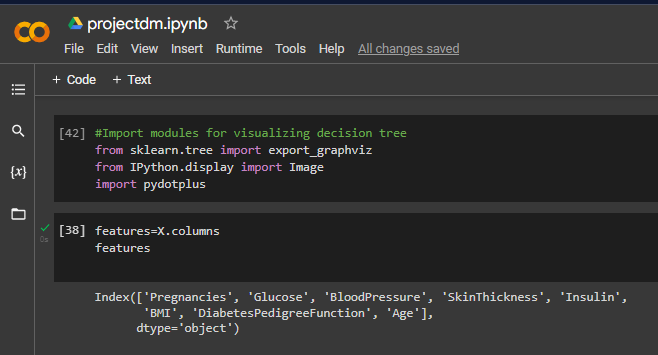 projectdm.ipynb
File Edit View Insert Runtime Tools Help All changes saved
+ Code + Text
[42] #Import modules for visualizing decision tree
from sklearn.tree import export_graphviz
from IPython.display import Image
import pydotplus
{x}
[38] features=X.columns
0s
features
Index(['Pregnancies', 'Glucose', 'BloodPressure', 'SkinThickness', 'Insulin',
'BMI', 'DiabetesPedigreeFunction', 'Age'],
dtype='object')